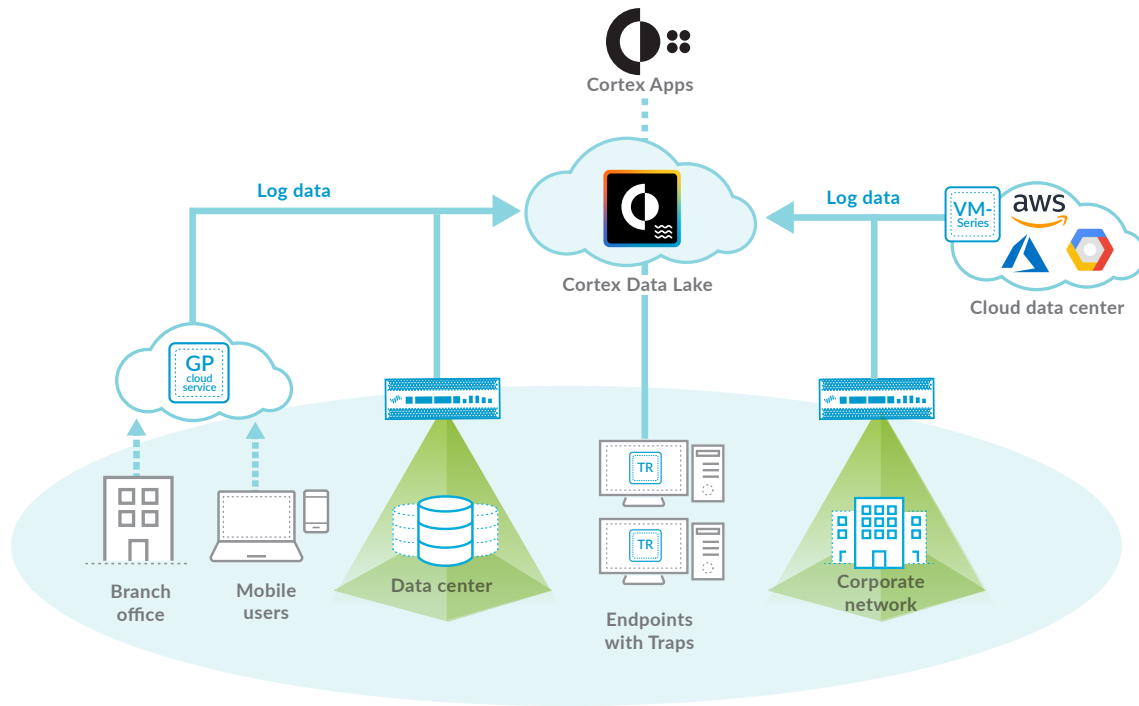 Cortex Apps
Log data
Log data
VM-
Series
aws
Cortex Data Lake
Cloud data center
GP
cloud
service
TR
TR
Branch
office
Mobile
users
Data center
Endpoints
with Traps
Corporate
network